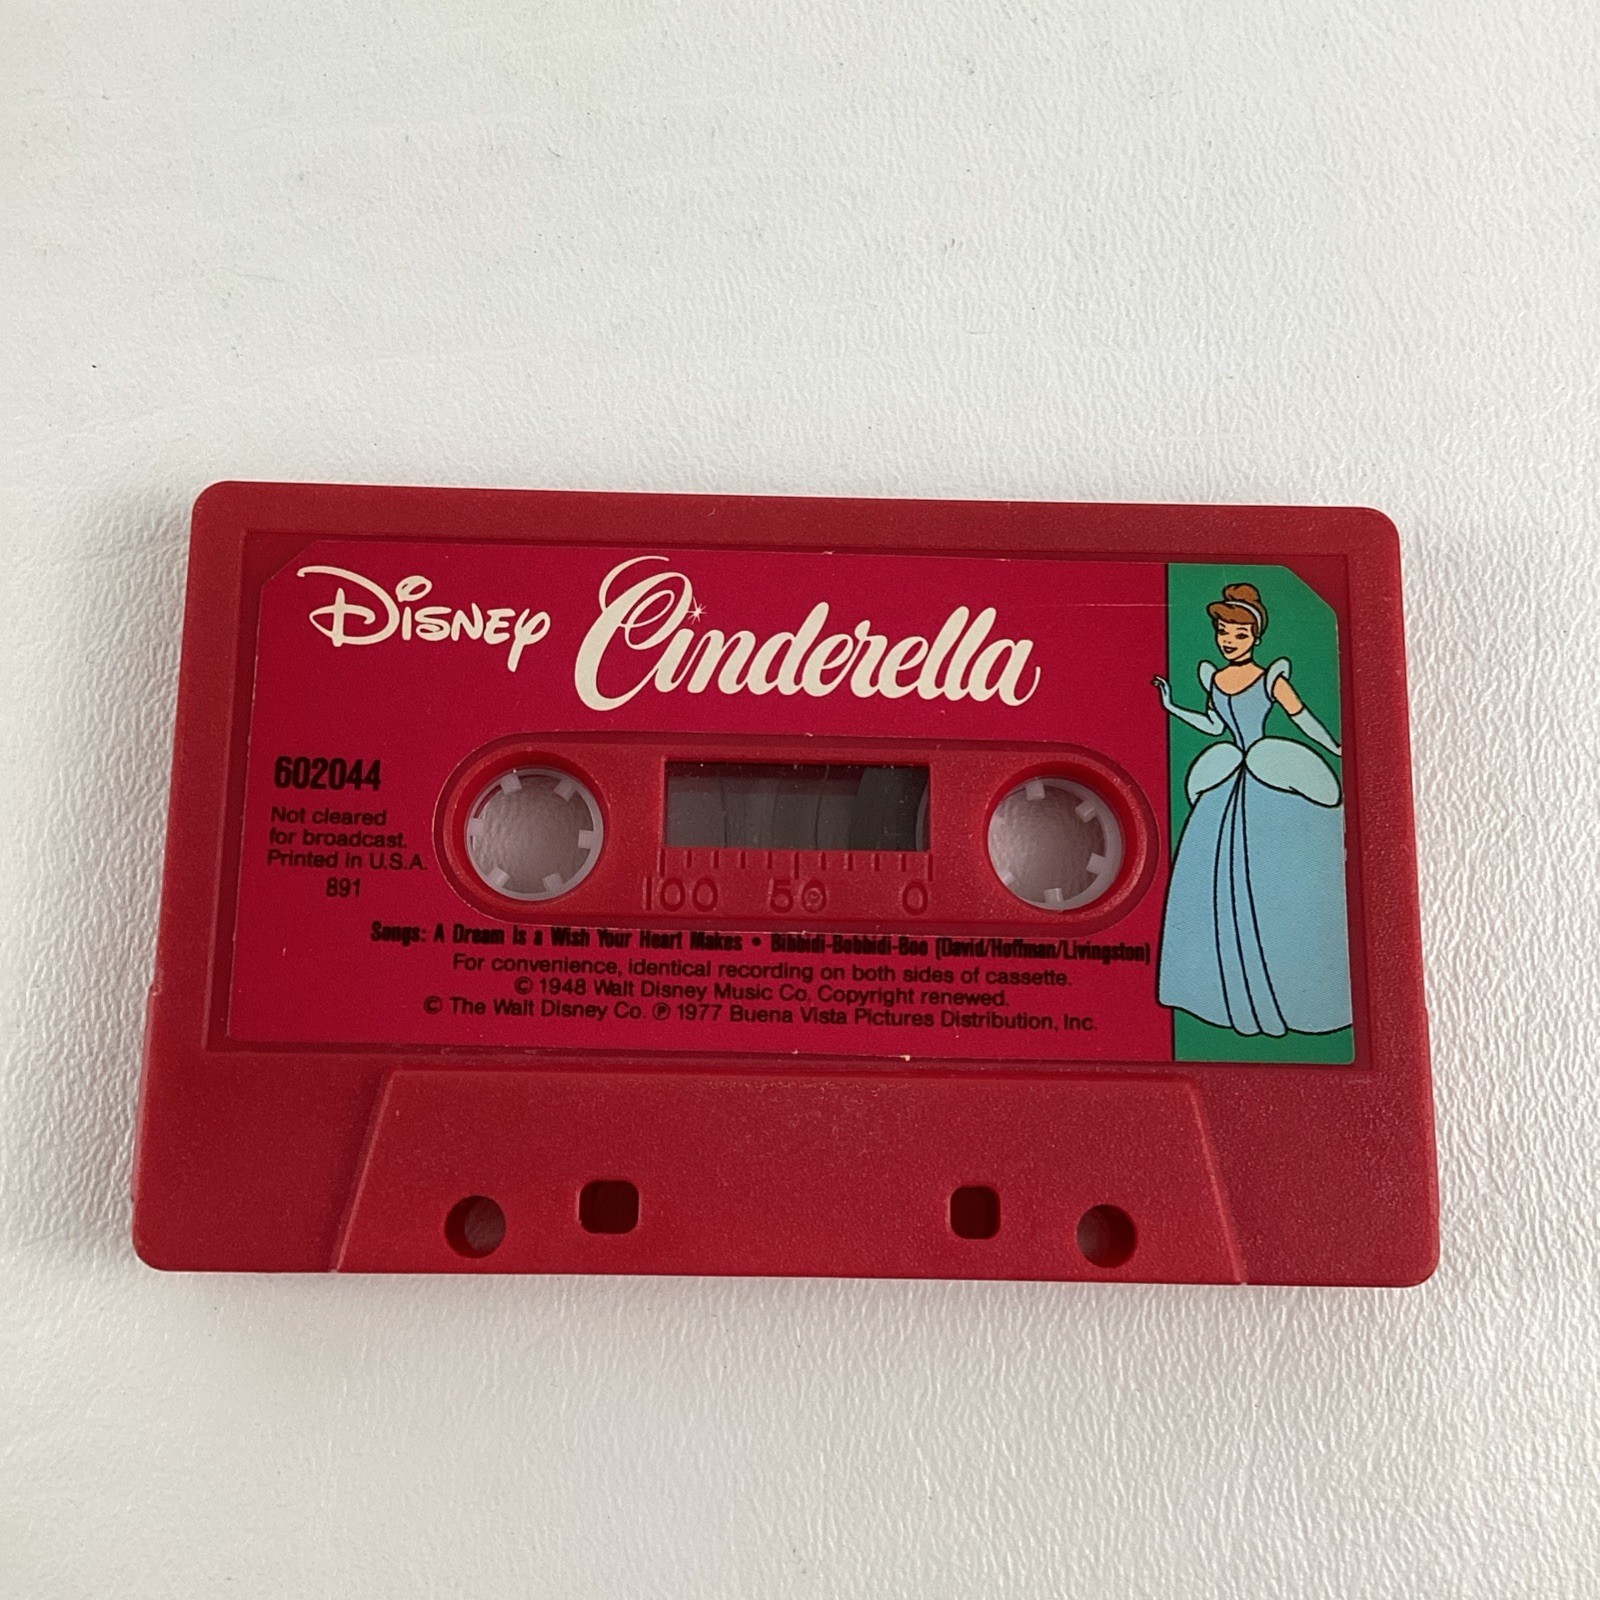 Disney Cinderella
602044
Not cleared
for broadcast.
Printed in U.S.A.
891
100 50 0
Songs: A Dream Is a Wish Your Heart Makes • Bibbidi-Bobbidi-Boo (David/Hoffman/Livingston)
For convenience, identical recording on both sides of cassette.
© 1948 Walt Disney Music Co. Copyright renewed.
© The Walt Disney Co. ℗ 1977 Buena Vista Pictures Distribution, Inc.